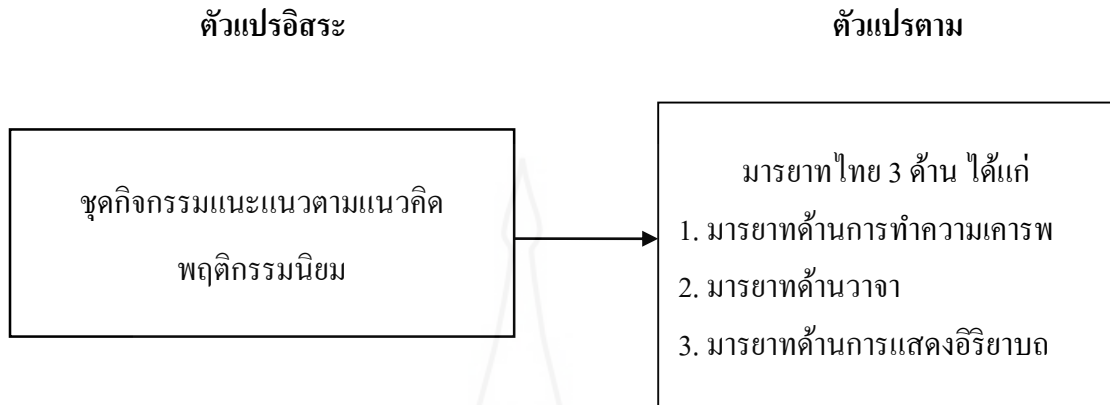 ตัวแปรอิสระ
ตัวแปรตาม
ชุดกิจกรรมแนะแนวตามแนวคิด
พฤติกรรมนิยม
มารยาทไทย 3 ด้าน ได้แก่
1. มารยาทด้านการทำความเคารพ
2. มารยาทด้านวาจา
3. มารยาทด้านการแสดงอิริยาบถ